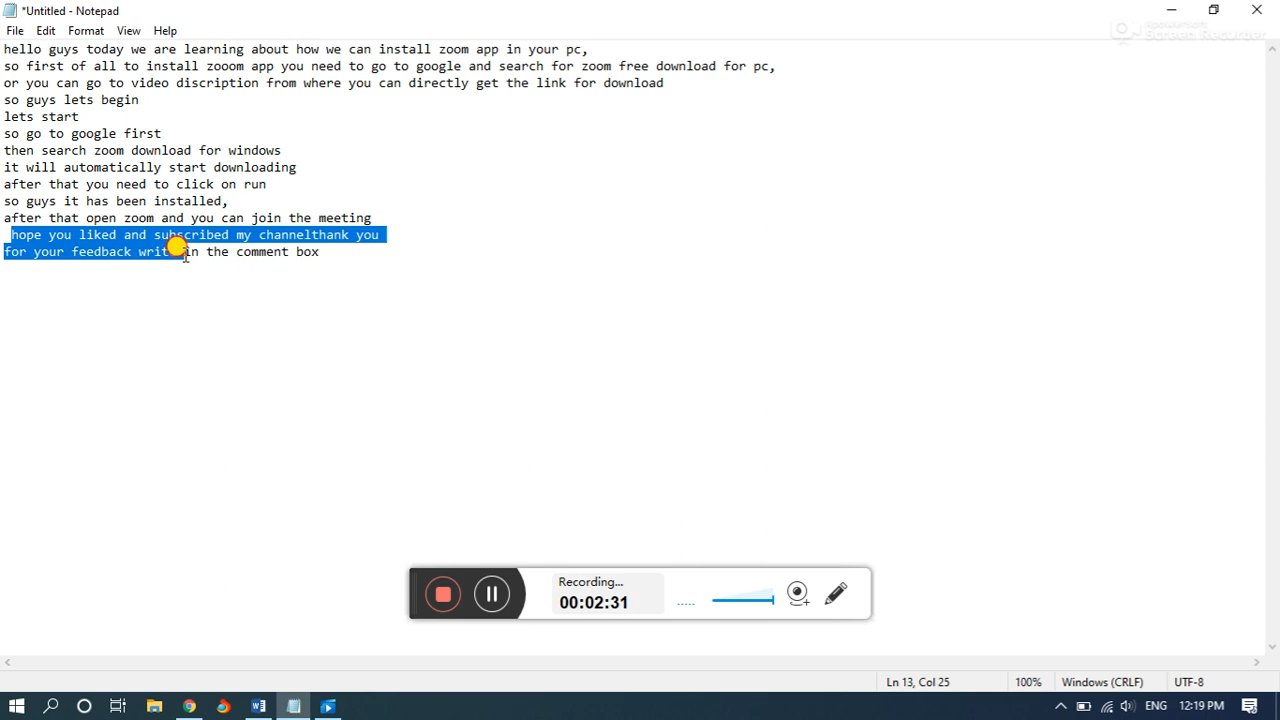 *Untitled - Notepad
File Edit Format View Help
Apowersoft
Screen Recorder
hello guys today we are learning about how we can install zoom app in your pc,
so first of all to install zooom app you need to go to google and search for zoom free download for pc,
or you can go to video discription from where you can directly get the link for download
so guys lets begin
lets start
so go to google first
then search zoom download for windows
it will automatically start downloading
after that you need to click on run
so guys it has been installed,
after that open zoom and you can join the meeting
hope you liked and subscribed my channelthank you
for your feedback write in the comment box
Recording...
00:02:31
Ln 13, Col 25 100% Windows (CRLF) UTF-8
ENG 12:19 PM